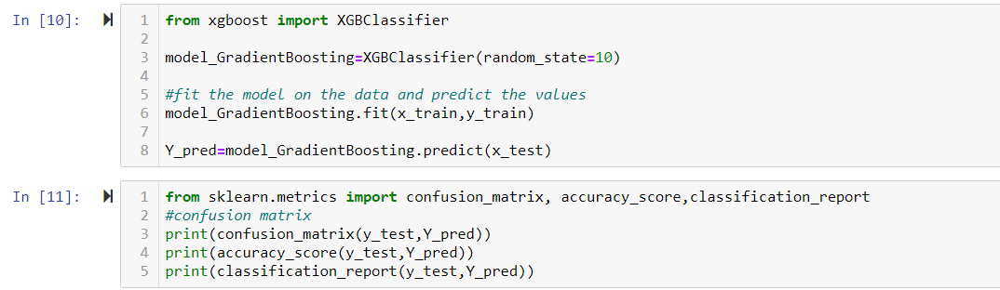 In [10]:
1 from xgboost import XGBClassifier
2
3 model_GradientBoosting=XGBClassifier(random_state=10)
4
5 #fit the model on the data and predict the values
6 model_GradientBoosting.fit(x_train,y_train)
7
8 Y_pred=model_GradientBoosting.predict(x_test)
In [11]:
1 from sklearn.metrics import confusion_matrix, accuracy_score,classification_report
2 #confusion matrix
3 print(confusion_matrix(y_test,Y_pred))
4 print(accuracy_score(y_test,Y_pred))
5 print(classification_report(y_test,Y_pred))